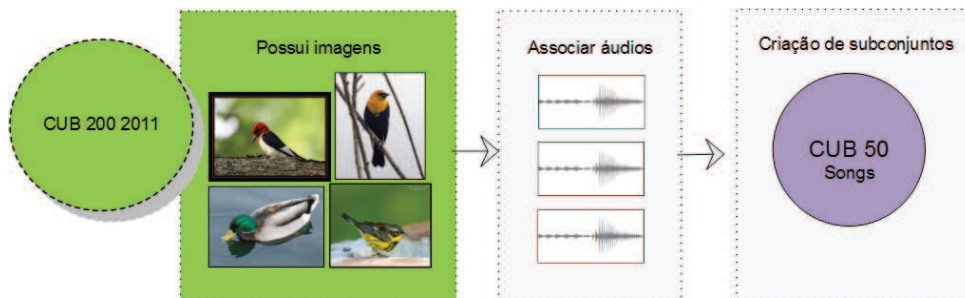 CUB 200 2011
Possui imagens
Associar áudios
Criação de subconjuntos
CUB 50
Songs